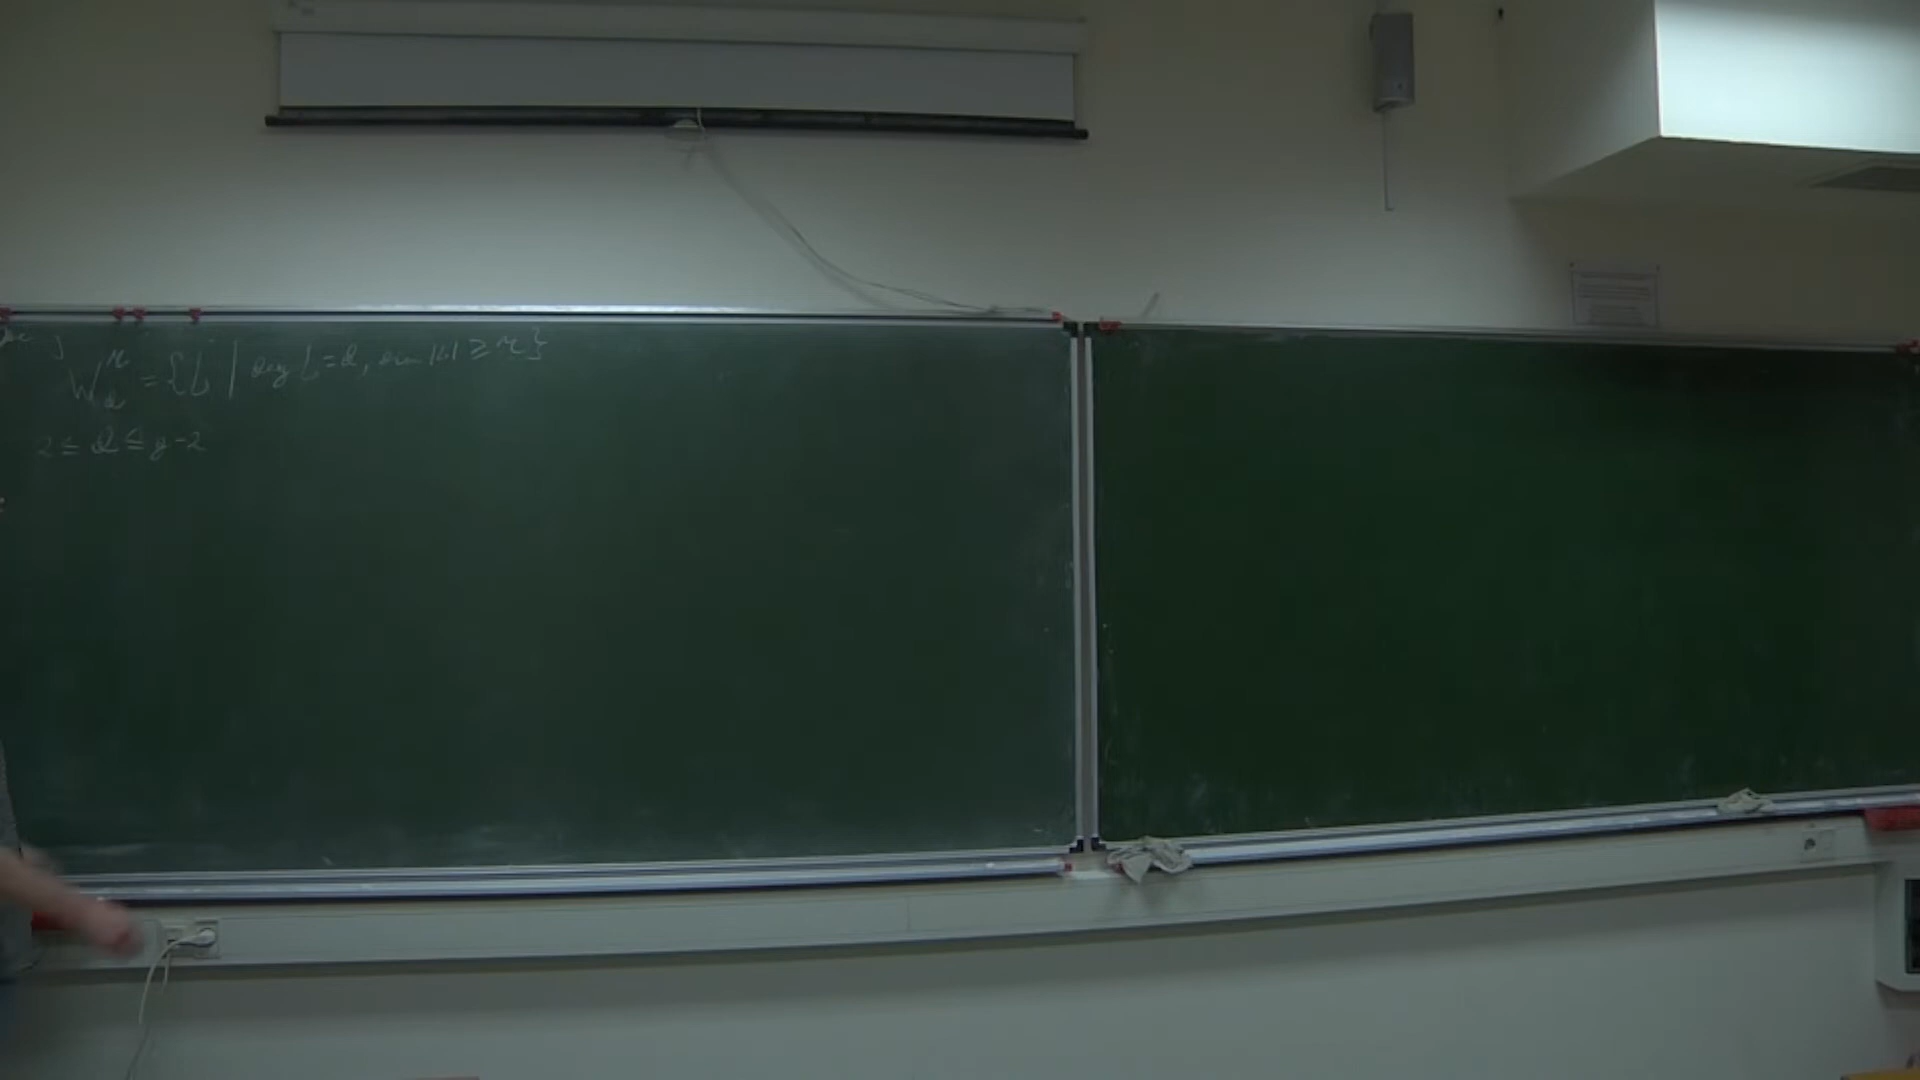 W_d^r = { L | deg L = d, dim |L| ≥ r }
2 ≤ d ≤ g - 2